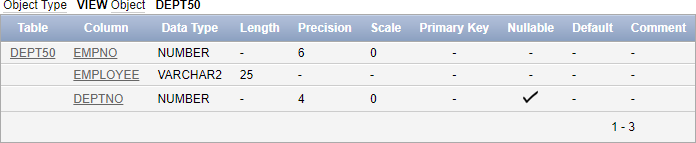 Object Type VIEW Object DEPT50
Table Column Data Type Length Precision Scale Primary Key Nullable Default Comment
DEPT50 EMPNO NUMBER - 6 0 - - - -
EMPLOYEE VARCHAR2 25 - - - - - -
DEPTNO NUMBER - 4 0 - ✓ - -
1 - 3